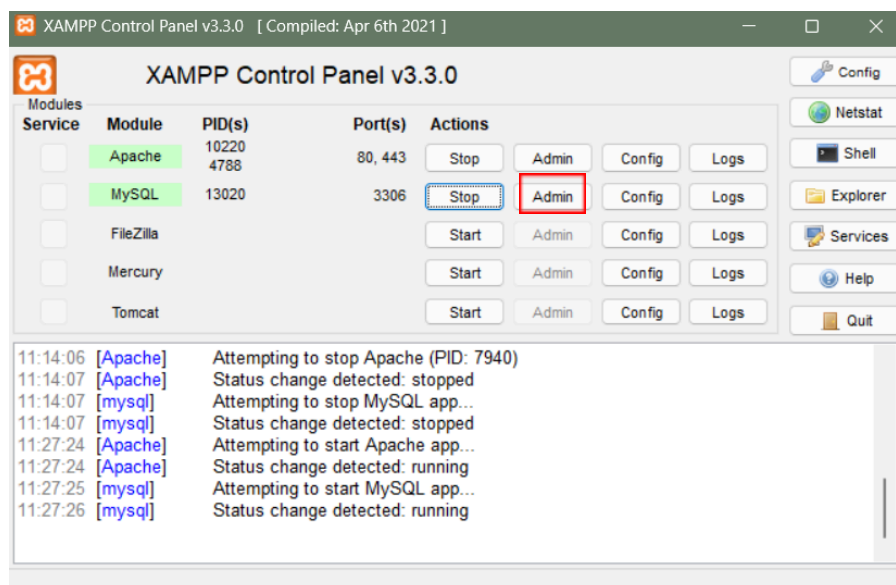 XAMPP Control Panel v3.3.0 [ Compiled: Apr 6th 2021 ]
XAMPP Control Panel v3.3.0
Config
Modules
Service Module PID(s) Port(s) Actions
Netstat
Apache 10220 4788 80, 443 Stop Admin Config Logs
Shell
MySQL 13020 3306 Stop Admin Config Logs
Explorer
FileZilla Start Admin Config Logs
Services
Mercury Start Admin Config Logs
Help
Tomcat Start Admin Config Logs
Quit
11:14:06 [Apache] Attempting to stop Apache (PID: 7940)
11:14:07 [Apache] Status change detected: stopped
11:14:07 [mysql] Attempting to stop MySQL app...
11:14:07 [mysql] Status change detected: stopped
11:27:24 [Apache] Attempting to start Apache app...
11:27:24 [Apache] Status change detected: running
11:27:25 [mysql] Attempting to start MySQL app...
11:27:26 [mysql] Status change detected: running